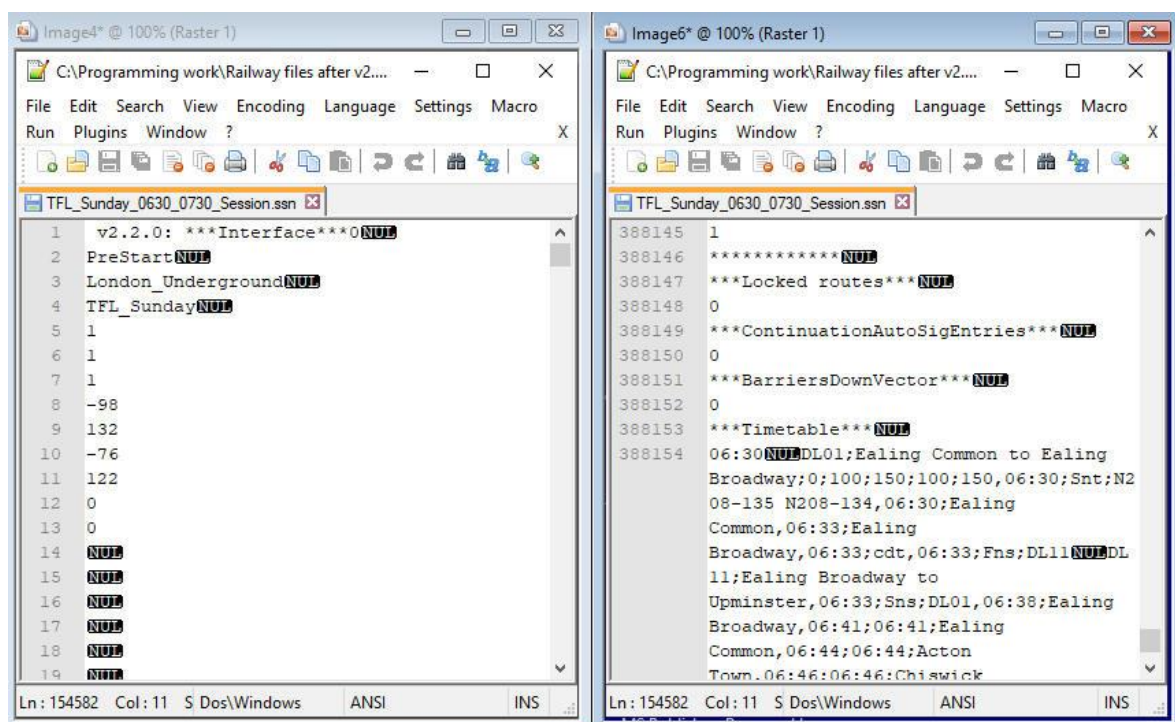 Image4* @ 100% (Raster 1)
C:\Programming work\Railway files after v2....
File Edit Search View Encoding Language Settings Macro
Run Plugins Window ? X
TFL_Sunday_0630_0730_Session.ssn
1 v2.2.0: ***Interface***0NUL
2 PreStartNUL
3 London_UndergroundNUL
4 TFL_SundayNUL
5 1
6 1
7 1
8 -98
9 132
10 -76
11 122
12 0
13 0
14 NUL
15 NUL
16 NUL
17 NUL
18 NUL
19 NUL
Ln : 154582 Col : 11 S Dos\Windows ANSI INS
Image6* @ 100% (Raster 1)
C:\Programming work\Railway files after v2....
File Edit Search View Encoding Language Settings Macro
Run Plugins Window ? X
TFL_Sunday_0630_0730_Session.ssn
388145 1
388146 ************NUL
388147 ***Locked routes***NUL
388148 0
388149 ***ContinuationAutoSigEntries***NUL
388150 0
388151 ***BarriersDownVector***NUL
388152 0
388153 ***Timetable***NUL
388154 06:30NULDL01;Ealing Common to Ealing
Broadway;0;100;150;100;150,06:30;Snt;N2
08-135 N208-134,06:30;Ealing
Common,06:33;Ealing
Broadway,06:33;cdt,06:33;Fns;DL11NULDL
11;Ealing Broadway to
Upminster,06:33;Sns;DL01,06:38;Ealing
Broadway,06:41;06:41;Ealing
Common,06:44;06:44;Acton
Town,06:46;06:46;Chiswick
Ln : 154582 Col : 11 S Dos\Windows ANSI INS